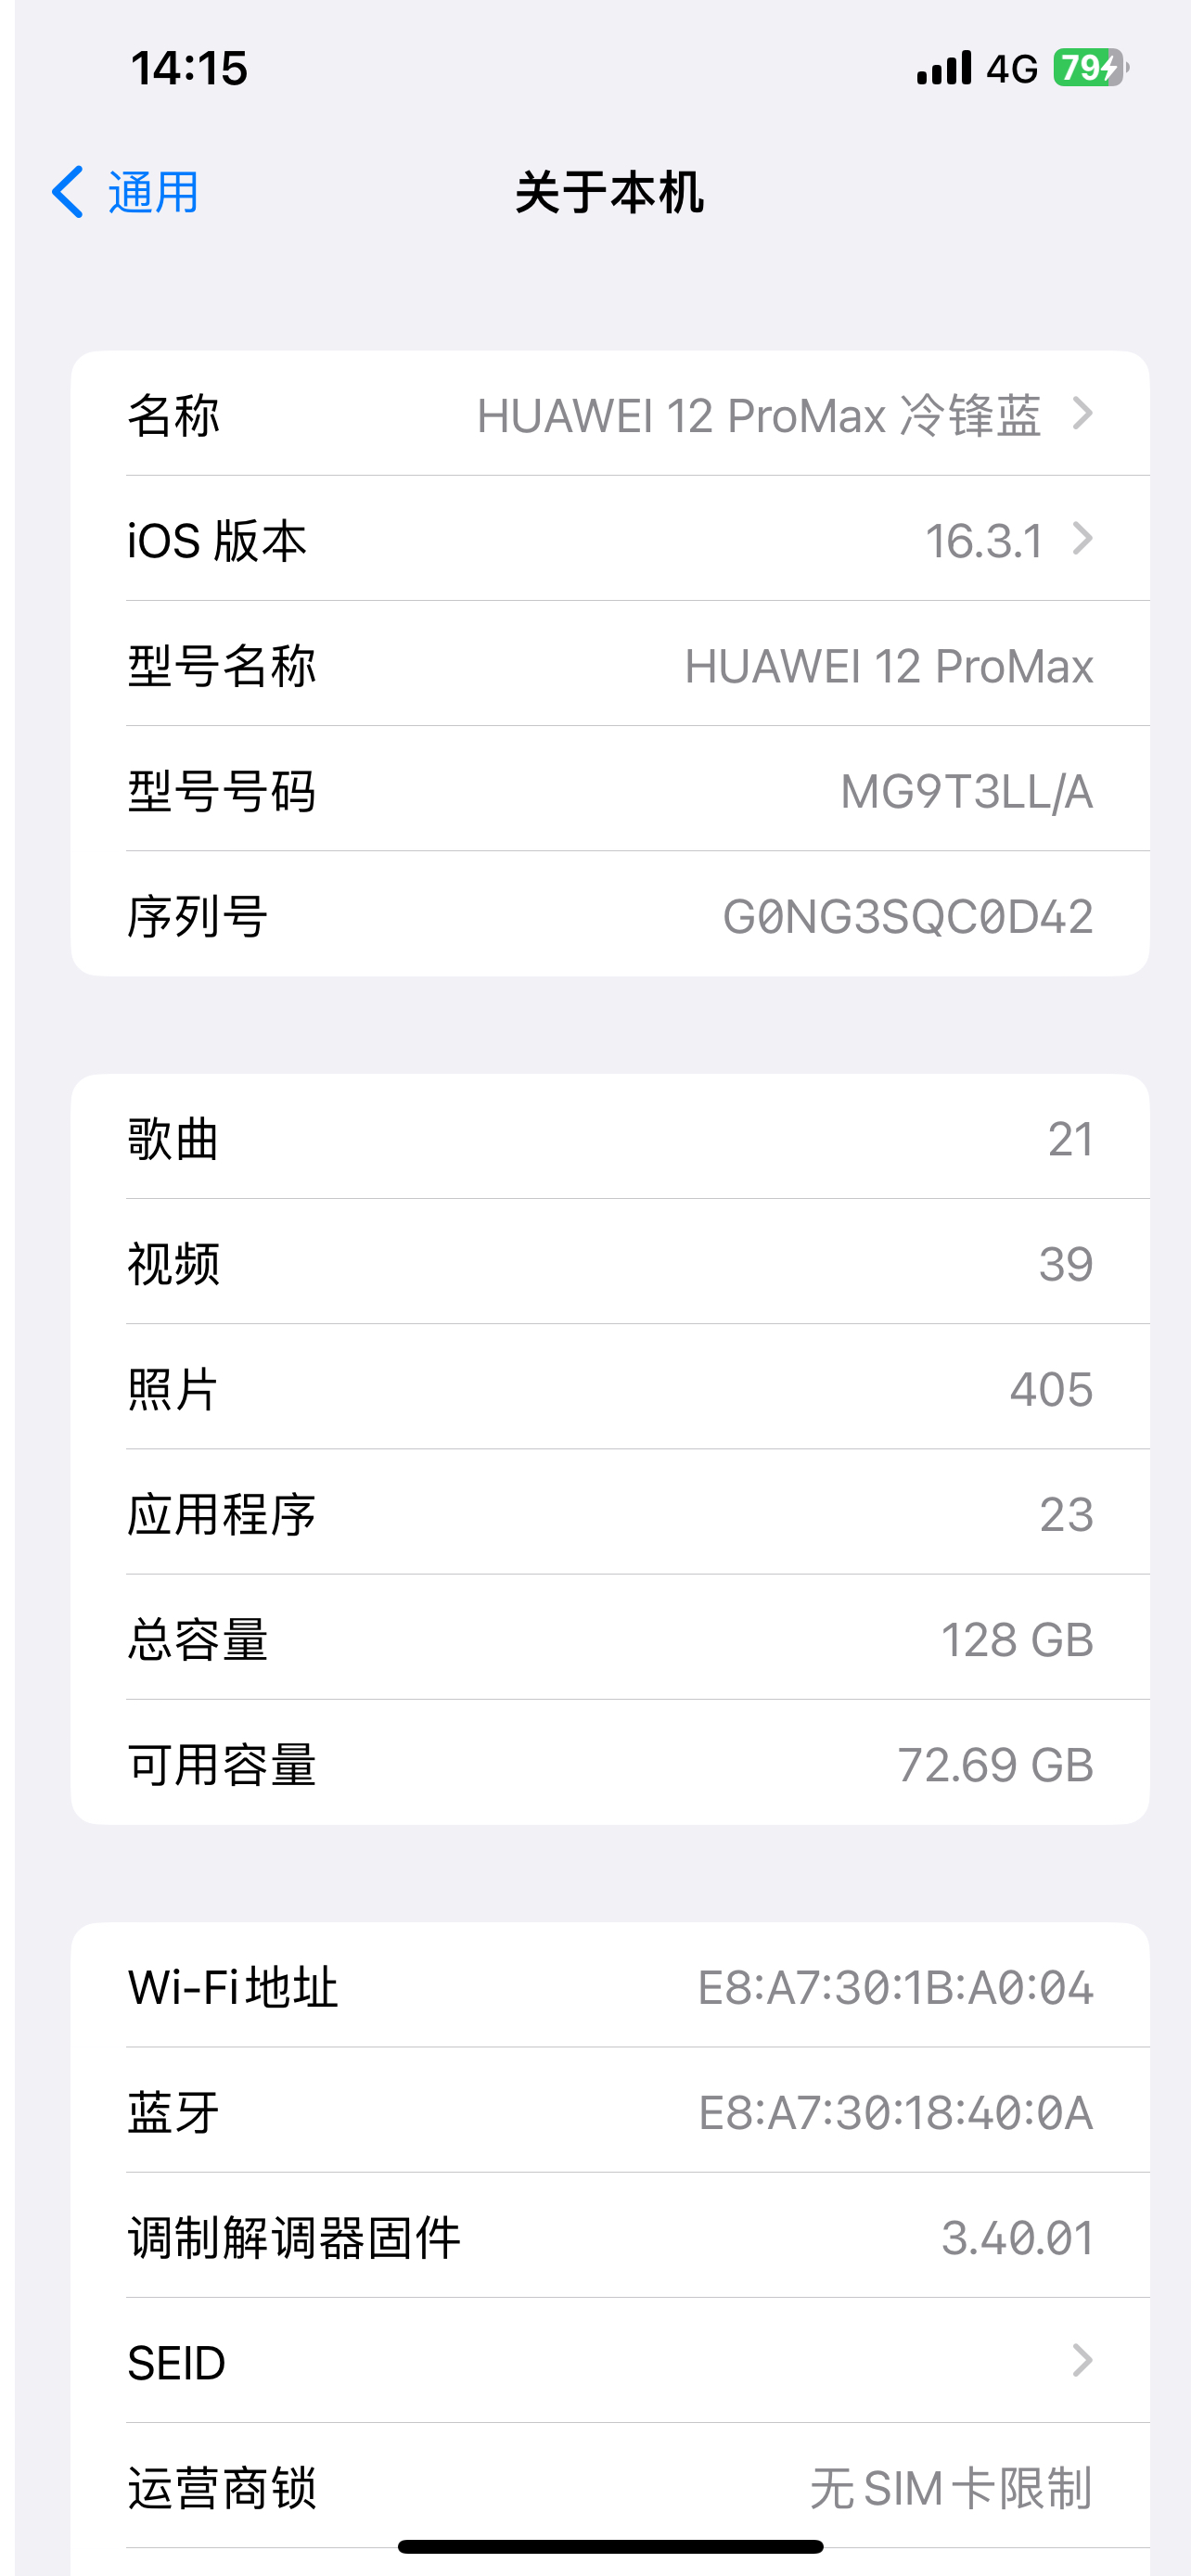 14:15 4G 79
通用 关于本机
名称 HUAWEI 12 ProMax 冷锋蓝
iOS 版本 16.3.1
型号名称 HUAWEI 12 ProMax
型号号码 MG9T3LL/A
序列号 G0NG3SQC0D42
歌曲 21
视频 39
照片 405
应用程序 23
总容量 128 GB
可用容量 72.69 GB
Wi-Fi地址 E8:A7:30:1B:A0:04
蓝牙 E8:A7:30:18:40:0A
调制解调器固件 3.40.01
SEID
运营商锁 无 SIM 卡限制